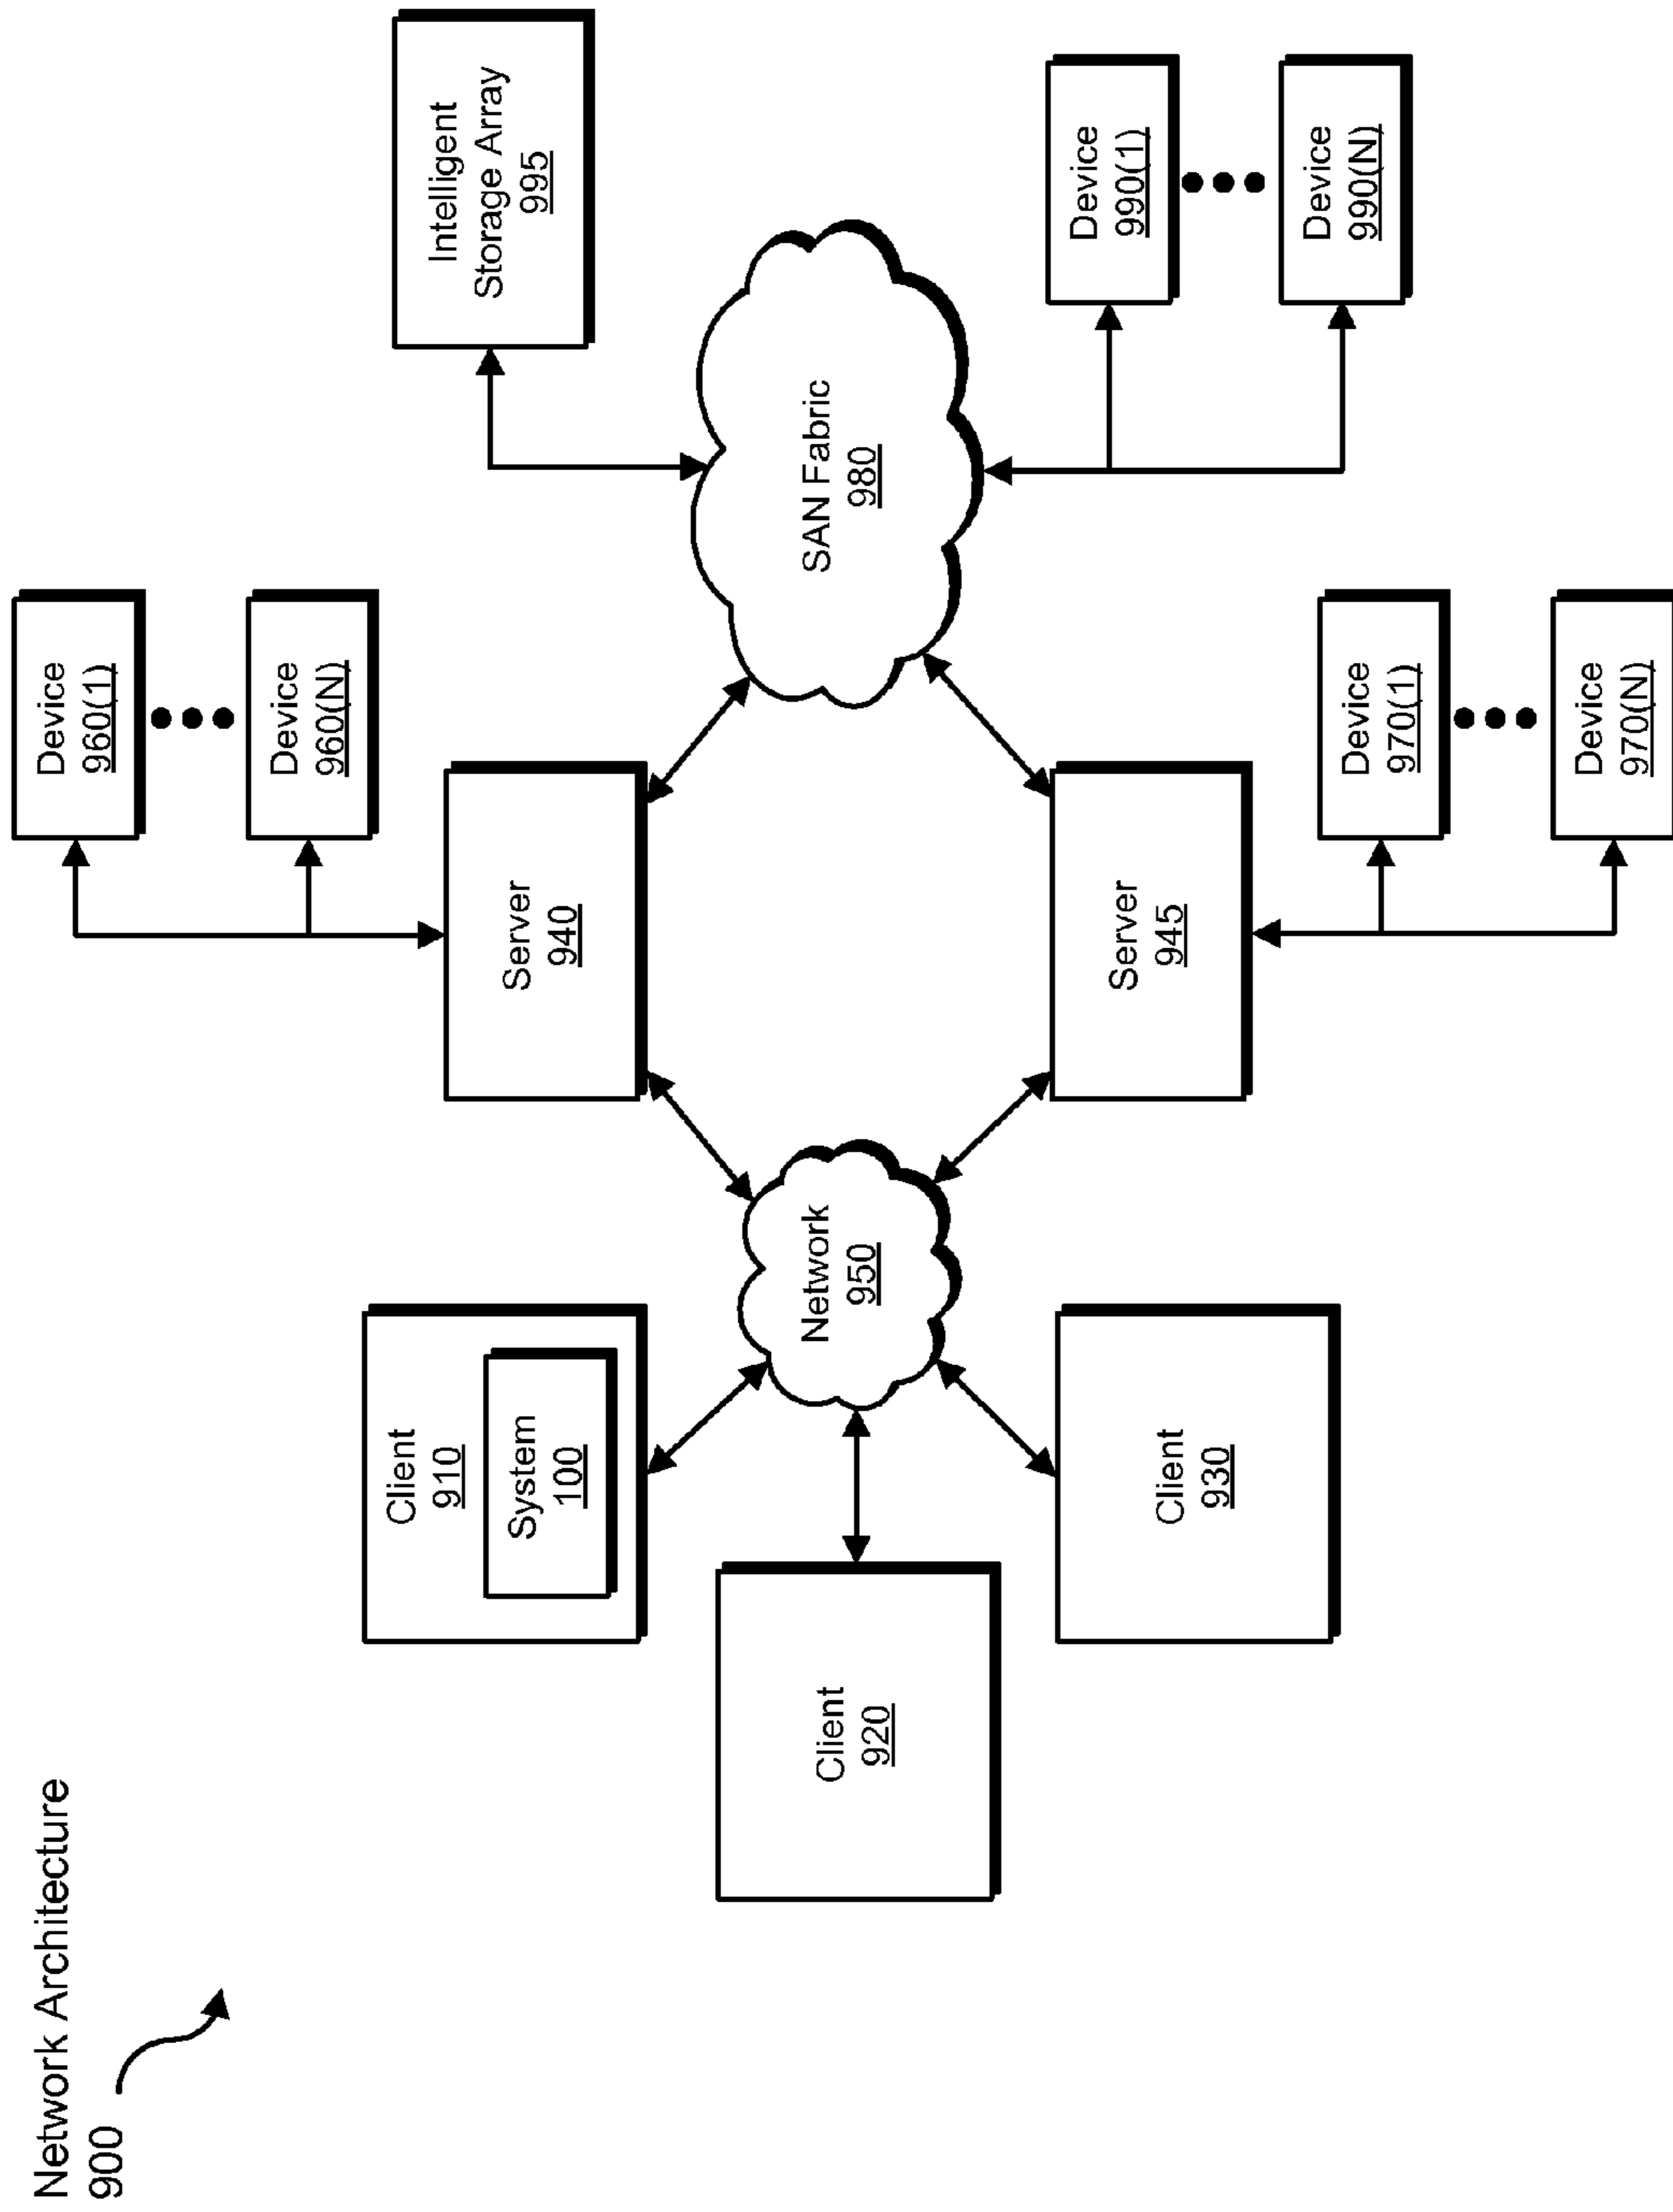 Network Architecture
900
Client
910
System
100
Client
920
Client
930
Network
950
Server
940
Server
945
Device
960(1)
Device
960(N)
Device
970(1)
Device
970(N)
SAN Fabric
980
Intelligent
Storage Array
995
Device
990(1)
Device
990(N)